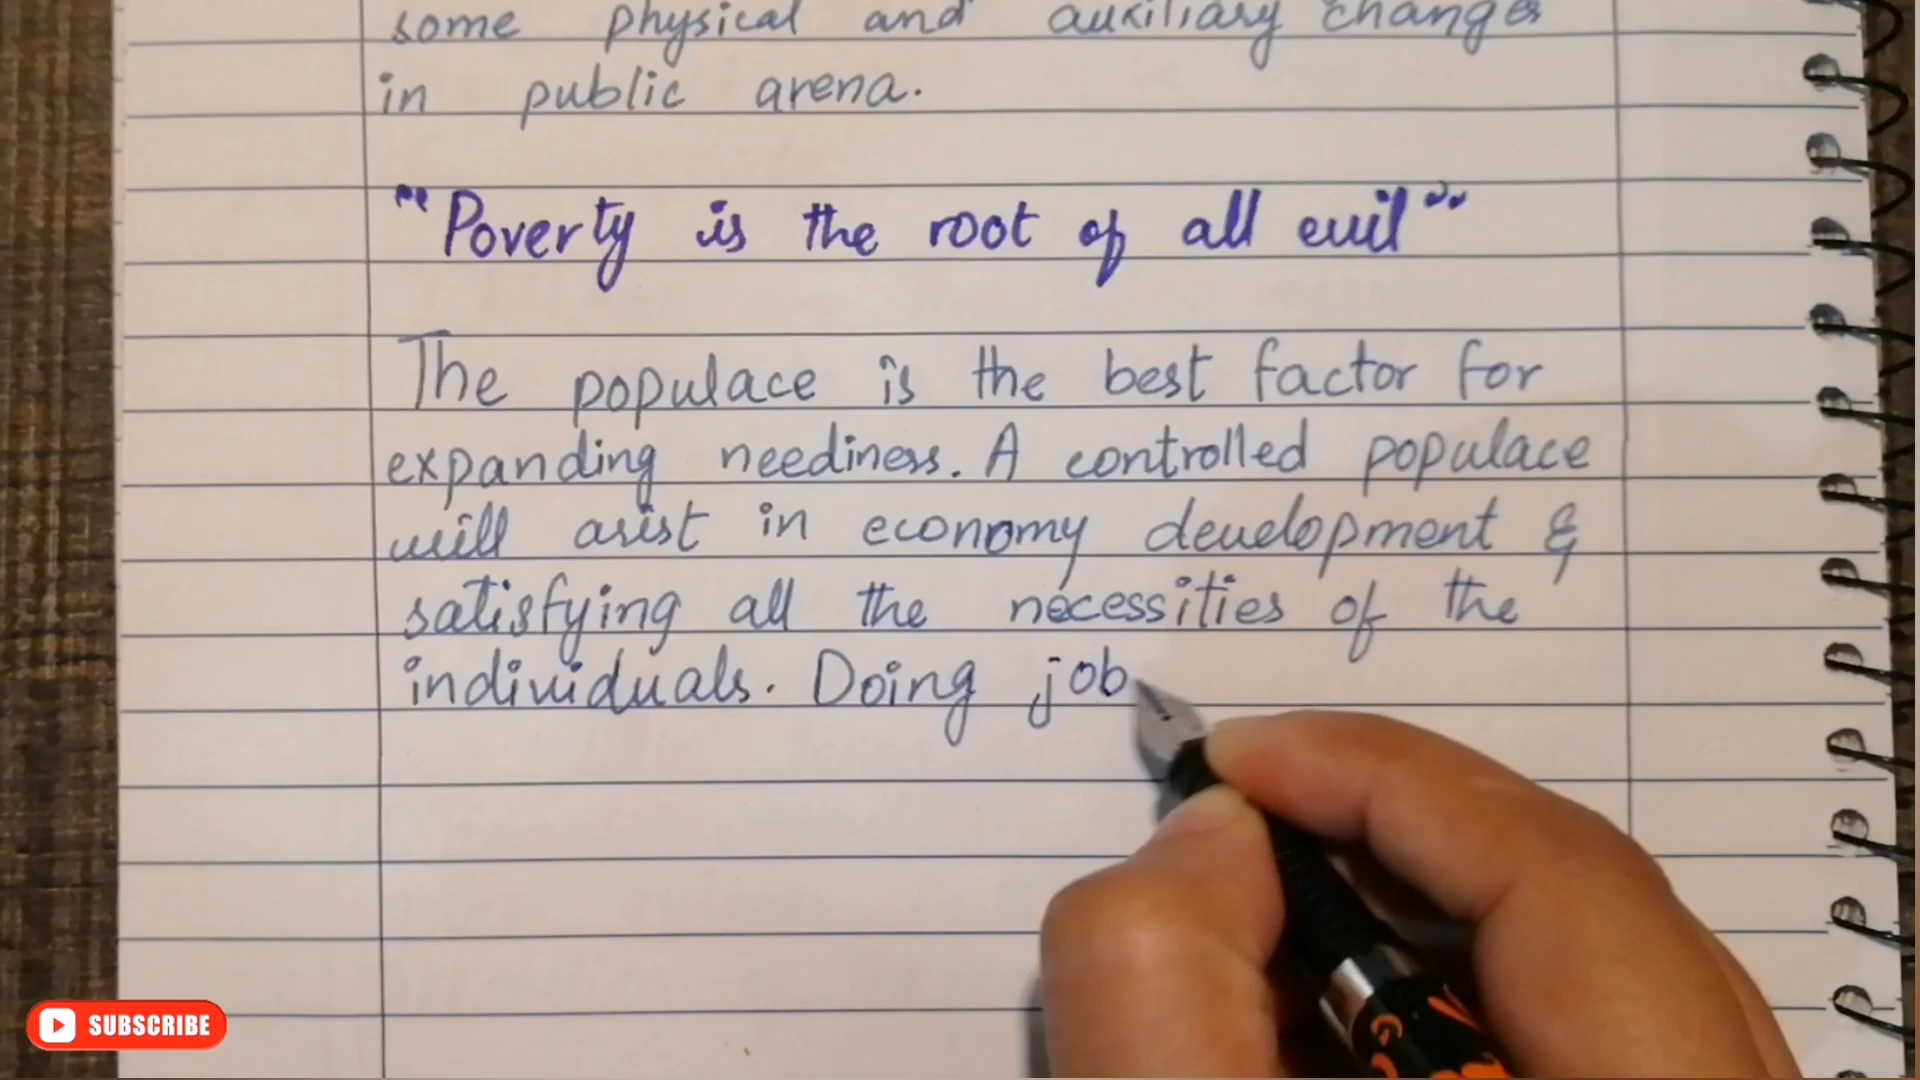 some physical and auxiliary changes
in public arena.
"Poverty is the root of all evil"
The populace is the best factor for
expanding neediness. A controlled populace
will asist in economy development &
satisfying all the necessities of the
individuals. Doing job
SUBSCRIBE